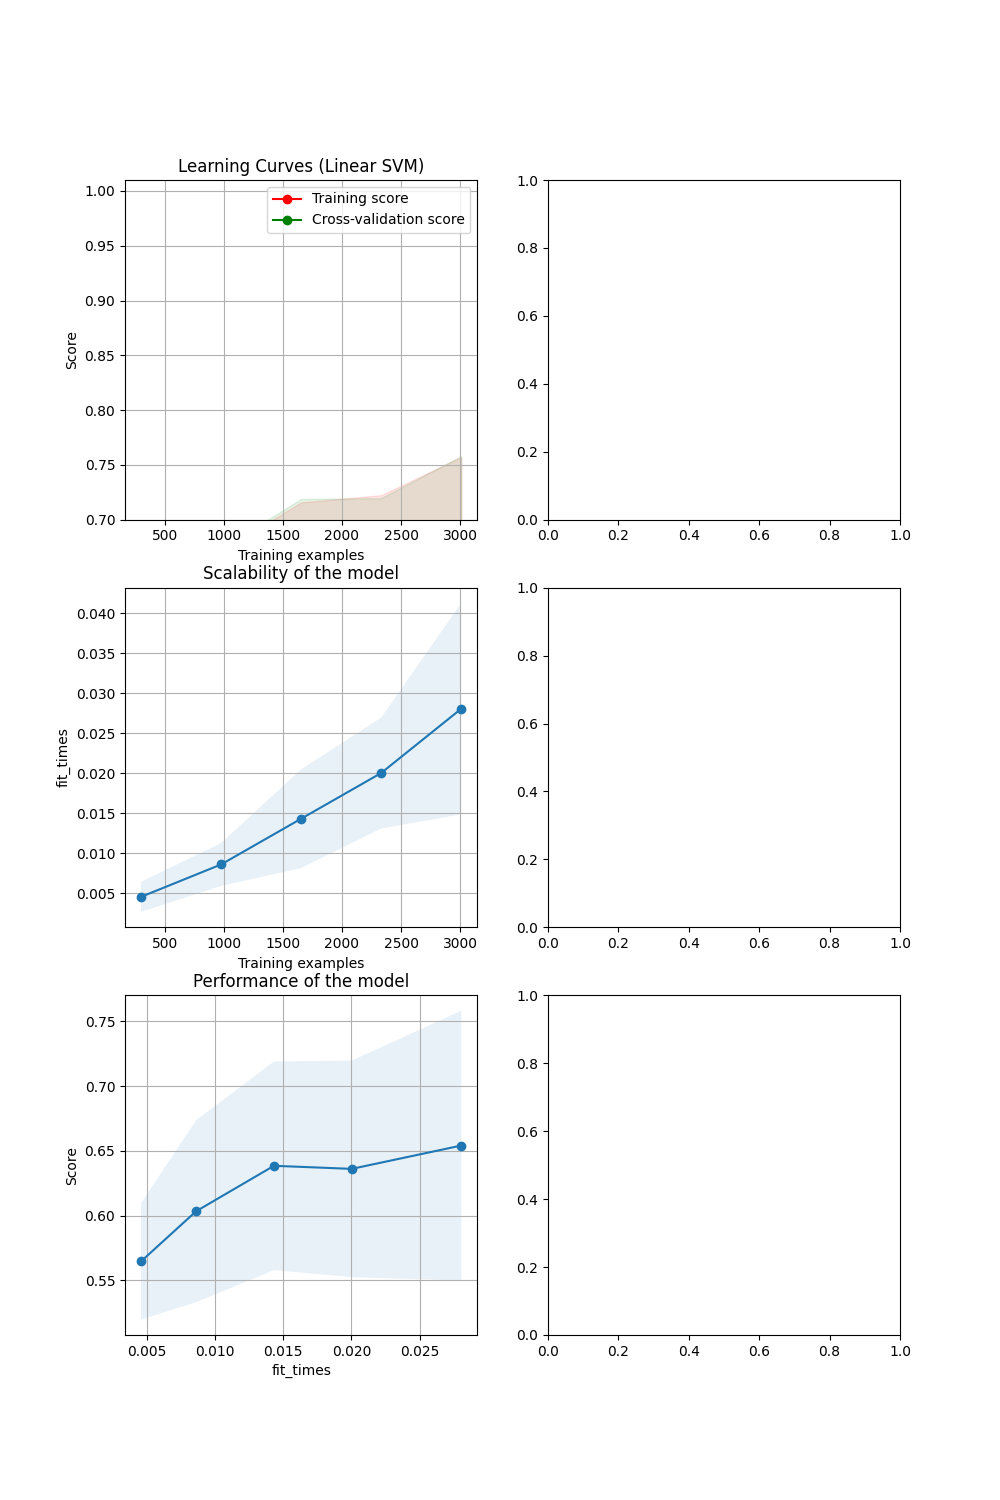 Learning Curves (Linear SVM)
1.00
0.95
0.90
0.85
0.80
0.75
0.70
Score
Training score
Cross-validation score
500 1000 1500 2000 2500 3000
Training examples
1.0
0.8
0.6
0.4
0.2
0.0
0.0 0.2 0.4 0.6 0.8 1.0
Scalability of the model
0.040
0.035
0.030
0.025
0.020
0.015
0.010
0.005
fit_times
500 1000 1500 2000 2500 3000
Training examples
1.0
0.8
0.6
0.4
0.2
0.0
0.0 0.2 0.4 0.6 0.8 1.0
Performance of the model
0.75
0.70
0.65
0.60
0.55
Score
0.005 0.010 0.015 0.020 0.025
fit_times
1.0
0.8
0.6
0.4
0.2
0.0
0.0 0.2 0.4 0.6 0.8 1.0